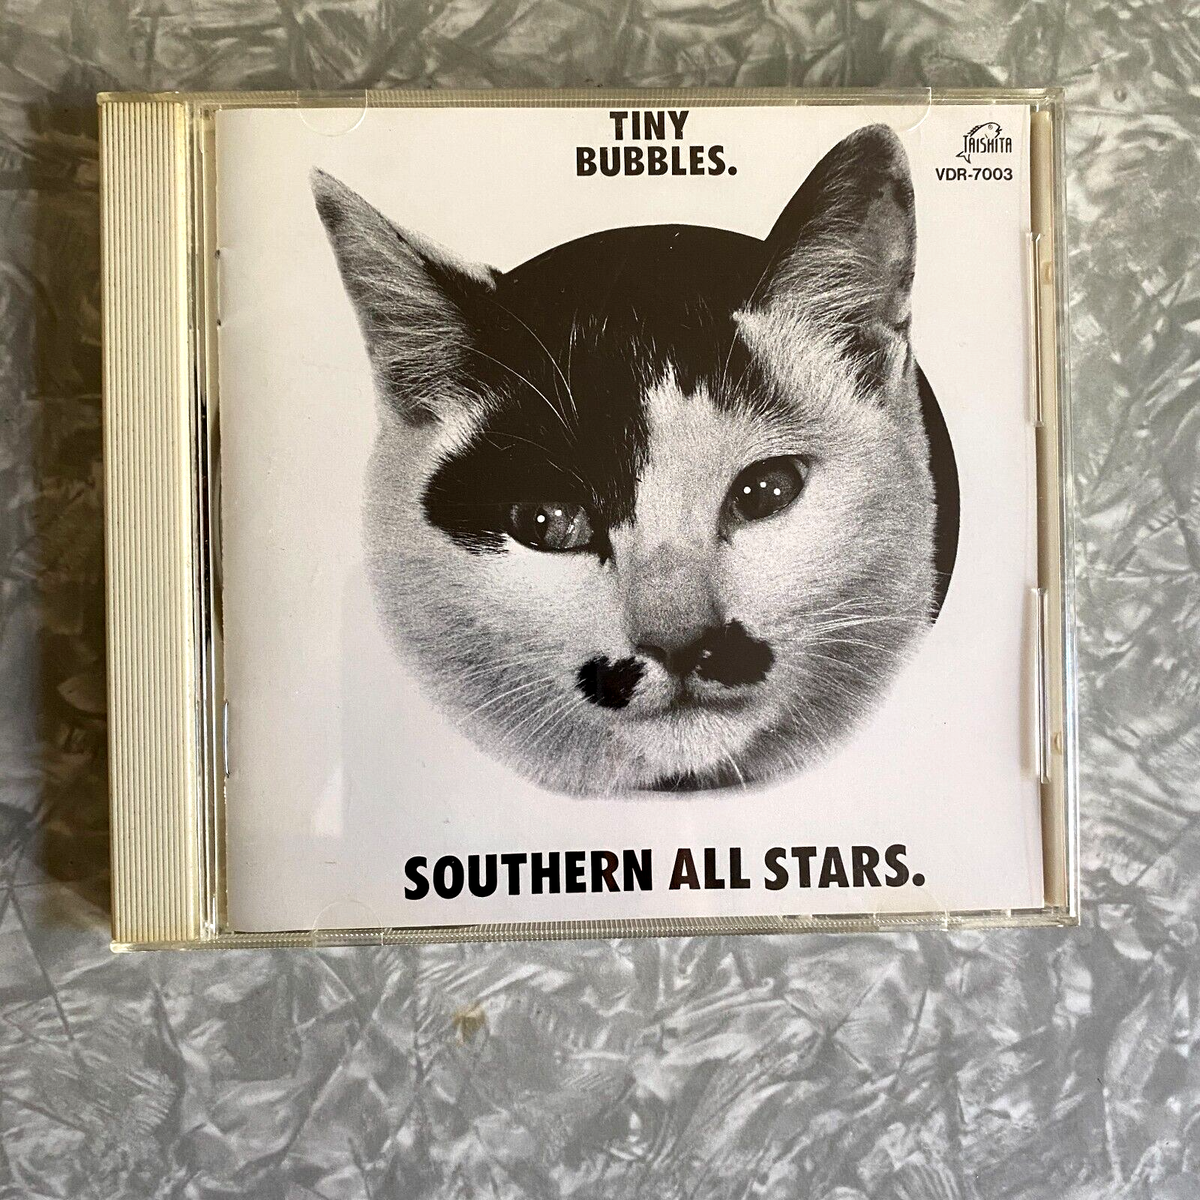 TINY
BUBBLES.
TAISHITA
VDR-7003
SOUTHERN ALL STARS.